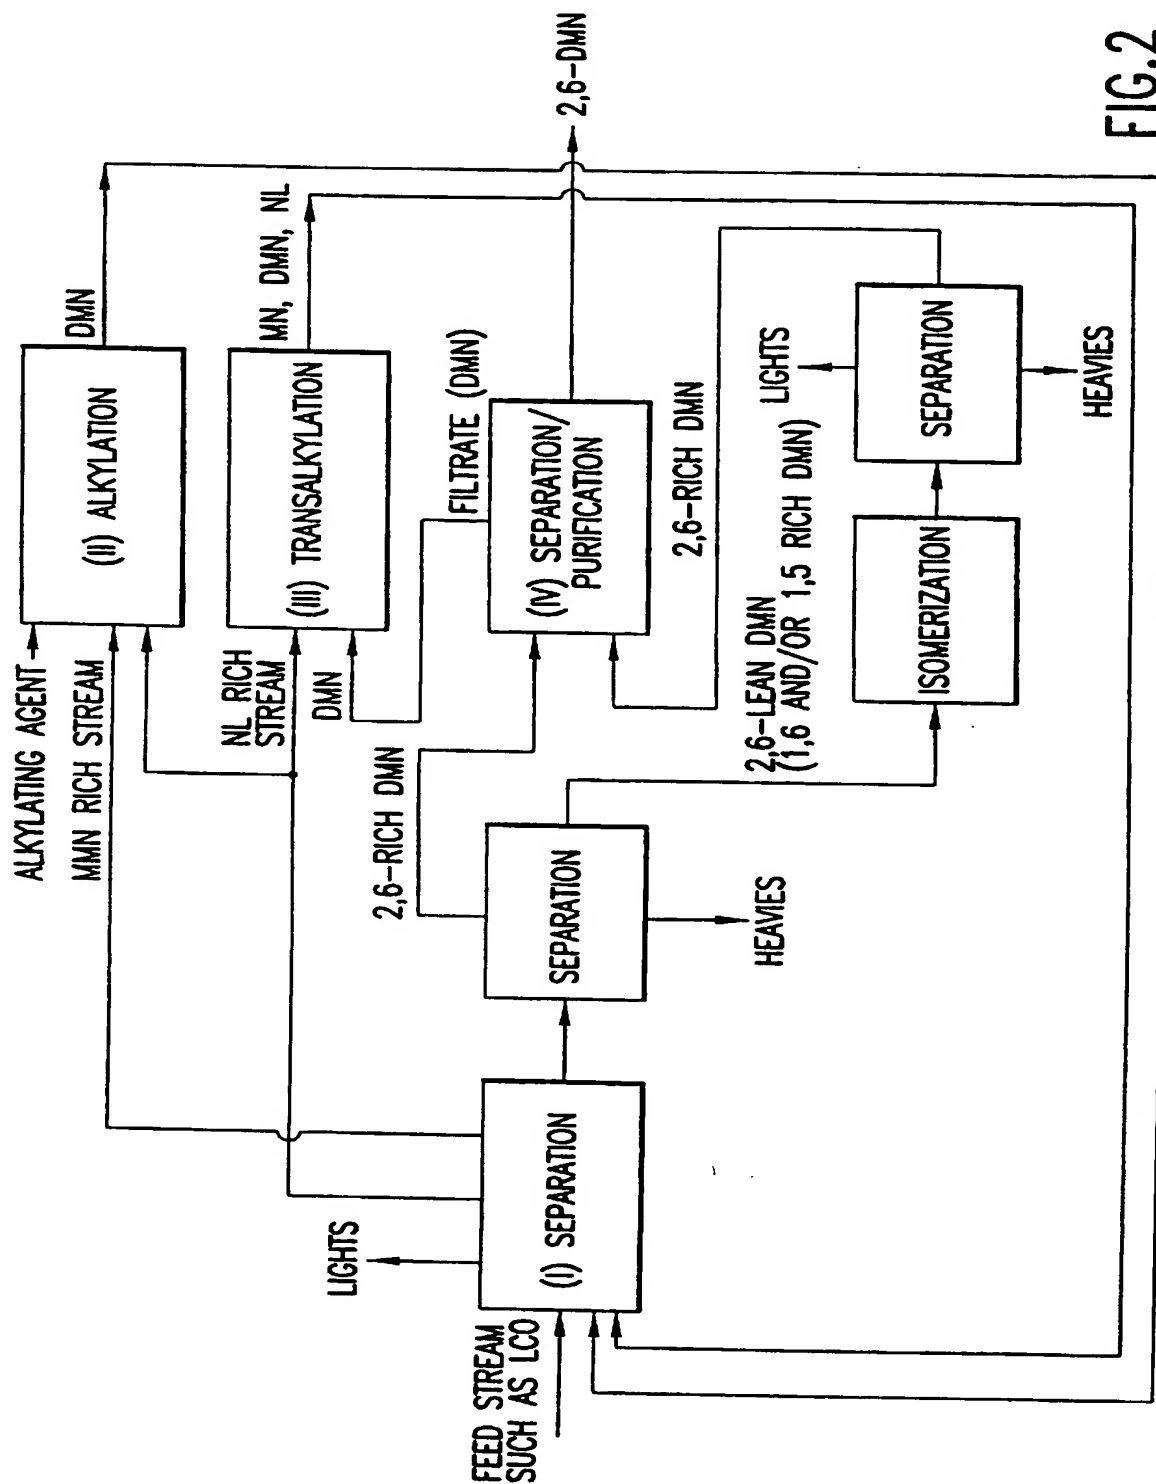 ALKYLATING AGENT
MMN RICH STREAM
(II) ALKYLATION
DMN
NL RICH
STREAM
DMN
(III) TRANSALKYLATION
MN, DMN, NL
FILTRATE (DMN)
(IV) SEPARATION/
PURIFICATION
2,6-DMN
2,6-RICH DMN
2,6-RICH DMN
LIGHTS
FEED STREAM
SUCH AS LCO
(I) SEPARATION
SEPARATION
HEAVIES
2,6-LEAN DMN
(1,6 AND/OR 1,5 RICH DMN)
ISOMERIZATION
LIGHTS
SEPARATION
HEAVIES
FIG.2